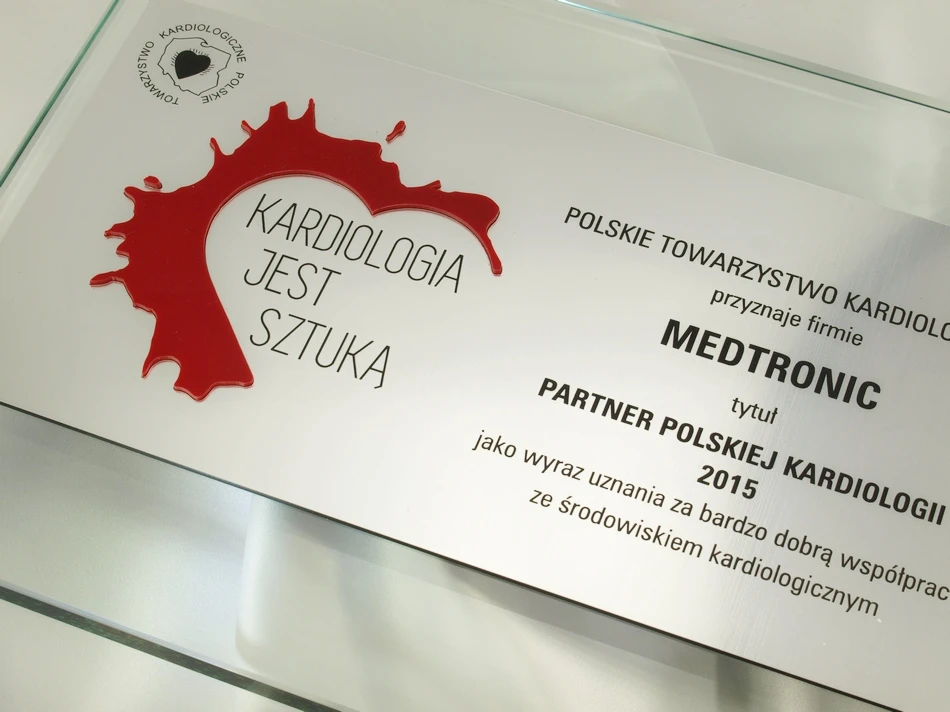 POLSKIE TOWARZYSTWO KARDIOLOGICZNE
KARDIOLOGIA
JEST
SZTUKĄ
POLSKIE TOWARZYSTWO
przyznaje firmie
MEDTRONIC
tytuł
PARTNER POLSKIEJ KARDIOLOGII
2015
jako wyraz uznania za bardzo dobrą
ze środowiskiem kardiologicznym